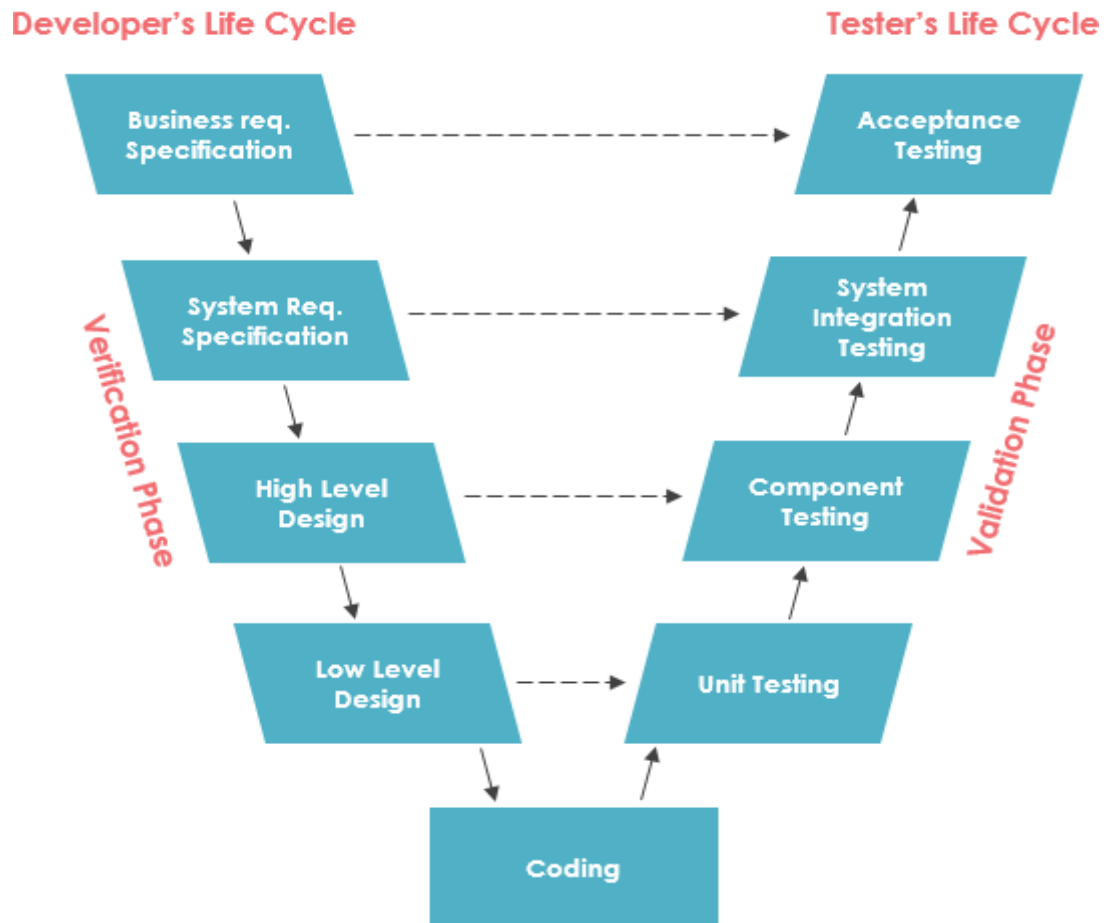 Developer's Life Cycle
Tester's Life Cycle
Business req.
Specification
Acceptance
Testing
System Req.
Specification
System
Integration
Testing
Verification Phase
Validation Phase
High Level
Design
Component
Testing
Low Level
Design
Unit Testing
Coding